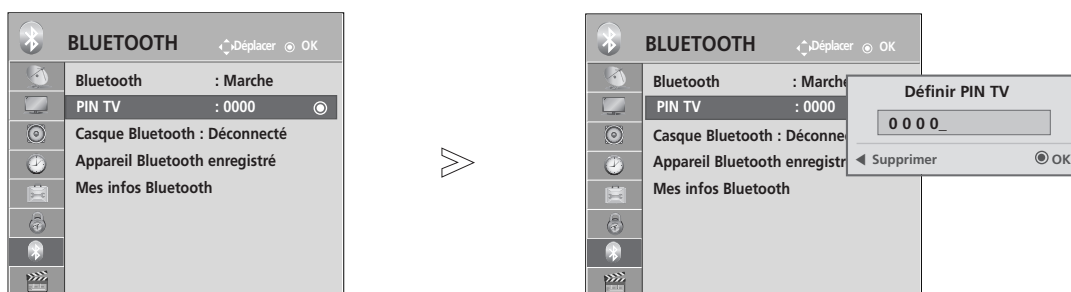 BLUETOOTH Déplacer OK
Bluetooth : Marche
PIN TV : 0000
Casque Bluetooth : Déconnecté
Appareil Bluetooth enregistré
Mes infos Bluetooth
BLUETOOTH Déplacer OK
Bluetooth : Marche
PIN TV : 0000
Casque Bluetooth : Déconne
Appareil Bluetooth enregistr
Mes infos Bluetooth
Définir PIN TV
0 0 0 0_
Supprimer OK